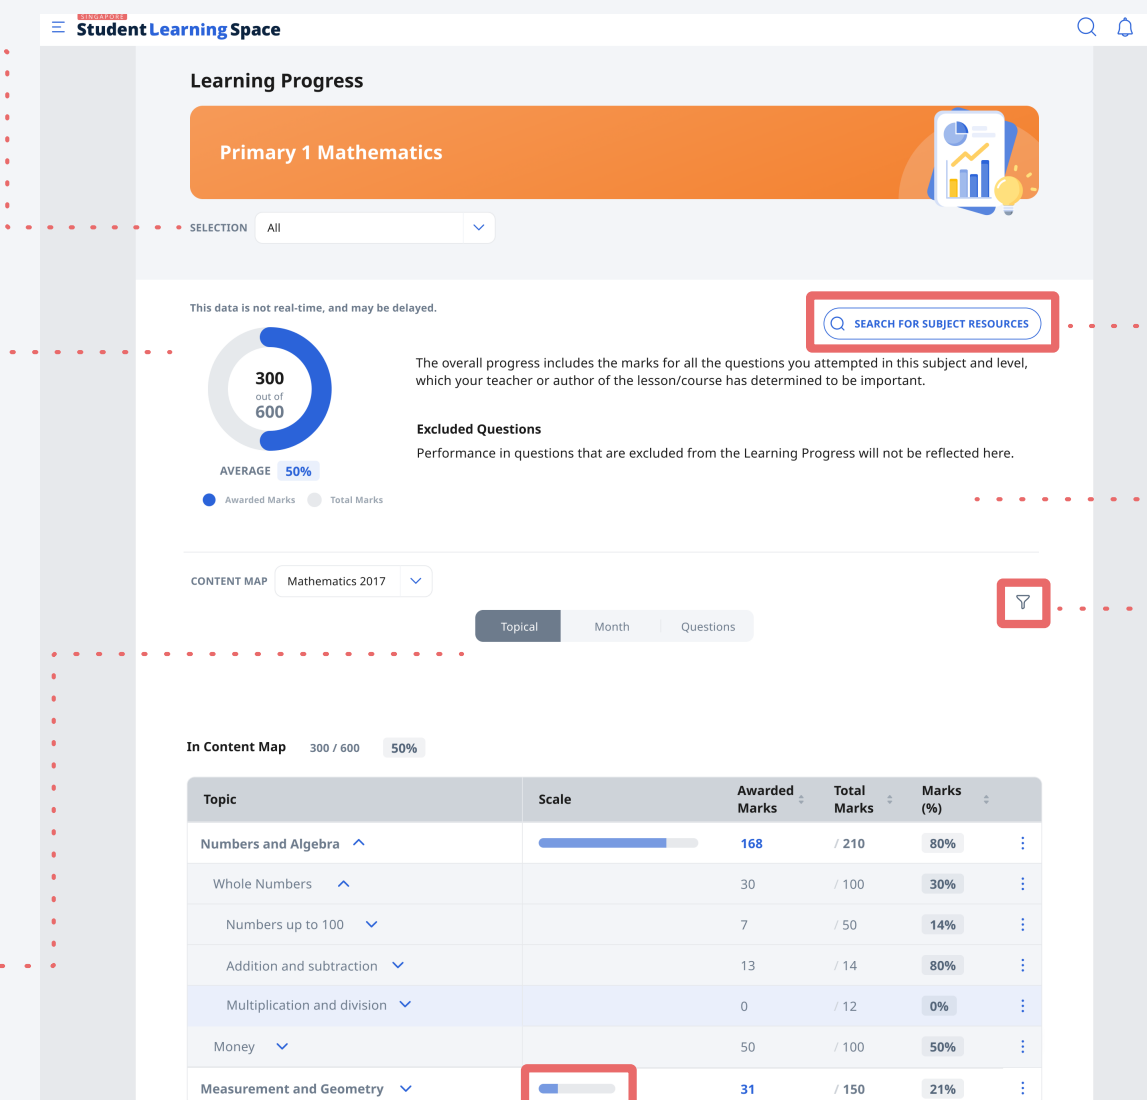 SINGAPORE
Student Learning Space
Learning Progress
Primary 1 Mathematics
SELECTION All
This data is not real-time, and may be delayed.
SEARCH FOR SUBJECT RESOURCES
300
out of
600
AVERAGE 50%
Awarded Marks Total Marks
The overall progress includes the marks for all the questions you attempted in this subject and level,
which your teacher or author of the lesson/course has determined to be important.
Excluded Questions
Performance in questions that are excluded from the Learning Progress will not be reflected here.
CONTENT MAP Mathematics 2017
Topical Month Questions
In Content Map 300 / 600 50%
Topic Scale Awarded Marks Total Marks Marks (%)
Numbers and Algebra 168 / 210 80%
Whole Numbers 30 / 100 30%
Numbers up to 100 7 / 50 14%
Addition and subtraction 13 / 14 80%
Multiplication and division 0 / 12 0%
Money 50 / 100 50%
Measurement and Geometry 31 / 150 21%